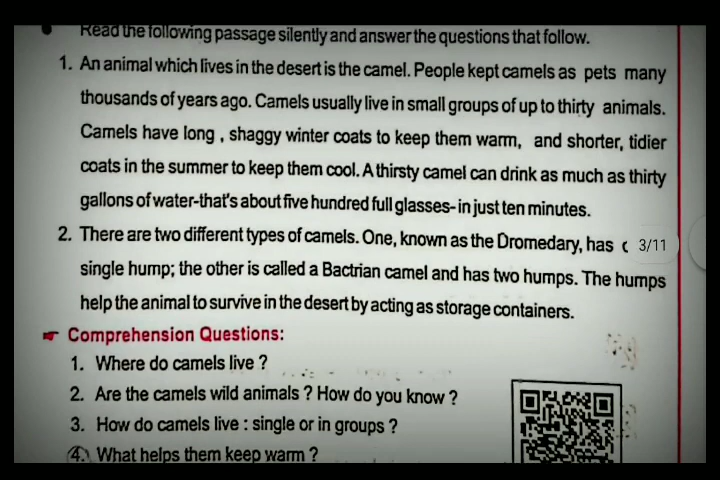 Read the following passage silently and answer the questions that follow.
1. An animal which lives in the desert is the camel. People kept camels as pets many
thousands of years ago. Camels usually live in small groups of up to thirty animals.
Camels have long , shaggy winter coats to keep them warm, and shorter, tidier
coats in the summer to keep them cool. A thirsty camel can drink as much as thirty
gallons of water-that's about five hundred full glasses- in just ten minutes.
2. There are two different types of camels. One, known as the Dromedary, has
3/11
single hump; the other is called a Bactrian camel and has two humps. The humps
help the animal to survive in the desert by acting as storage containers.
Comprehension Questions:
1. Where do camels live ?
2. Are the camels wild animals ? How do you know ?
3. How do camels live : single or in groups ?
4. What helps them keep warm ?